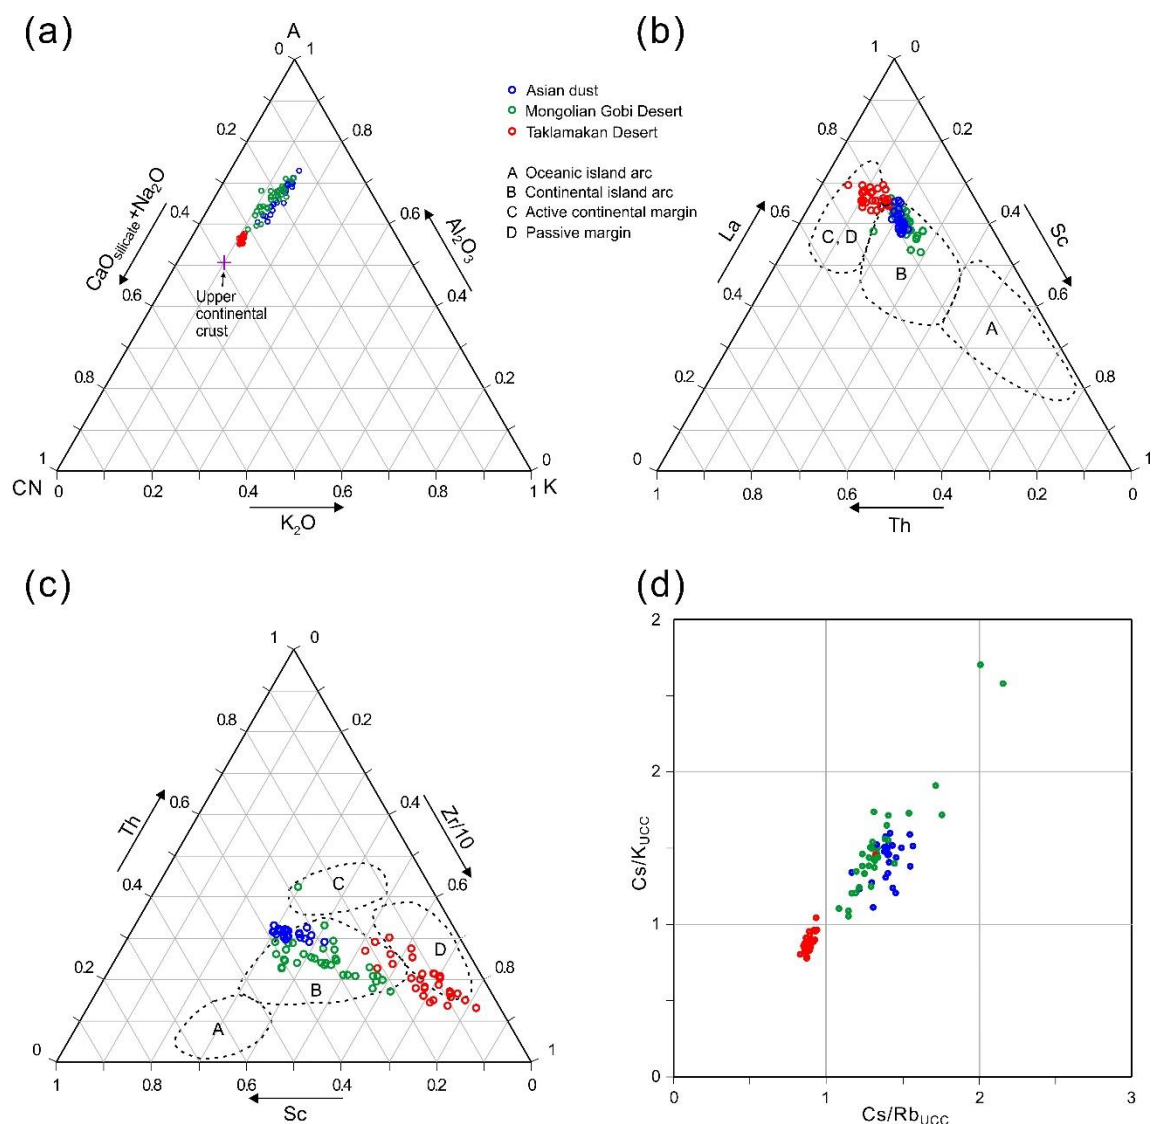 (a)
A
0 1
0.2 0.8
0.4 0.6
0.6 0.4
0.8 0.2
1 0
CN K
0 0.2 0.4 0.6 0.8 1
CaOsilicate+Na2O
Al2O3
K2O
Upper
continental
crust
Asian dust
Mongolian Gobi Desert
Taklamakan Desert
A Oceanic island arc
B Continental island arc
C Active continental margin
D Passive margin
(b)
1 0
0.8 0.2
0.6 0.4
0.4 0.6
0.2 0.8
0 1
1 0.8 0.6 0.4 0.2 0
La
Sc
Th
C, D
B
A
(c)
1 0
0.8 0.2
0.6 0.4
0.4 0.6
0.2 0.8
0 1
1 0.8 0.6 0.4 0.2 0
Th
Zr/10
Sc
C
D
B
A
(d)
2
2
1
0
0 1 2 3
Cs/KUCC
Cs/RbUCC